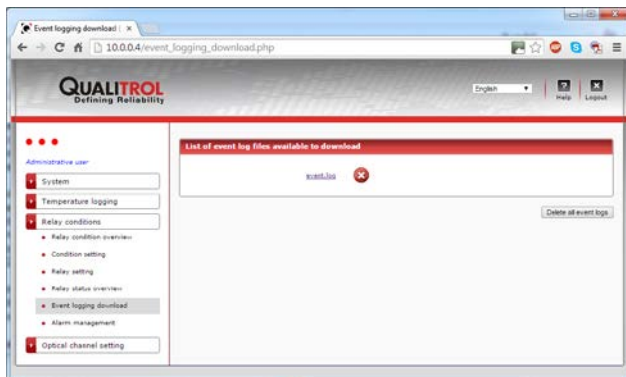 Event logging download |
10.0.0.4/event_logging_download.php
QUALITROL
Defining Reliability
English
Help
Logout
Administrative user
System
Temperature logging
Relay conditions
Relay condition overview
Condition setting
Relay setting
Relay status overview
Event logging download
Alarm management
Optical channel setting
List of event log files available to download
event.log
Delete all event logs